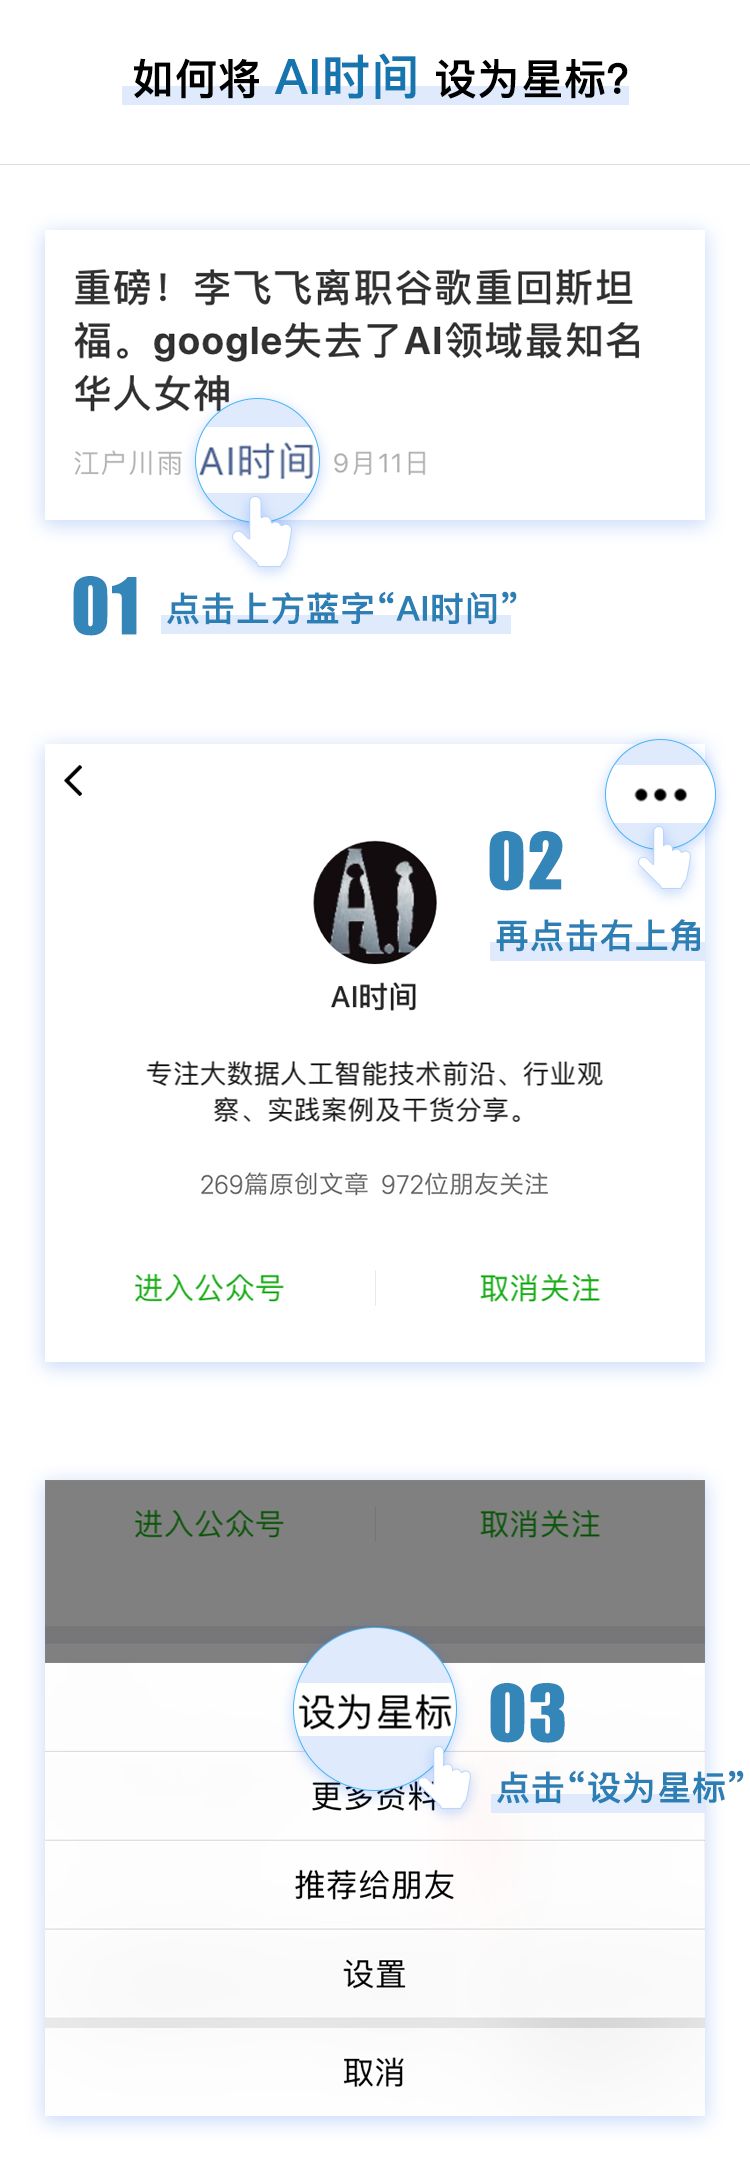 如何将 AI时间 设为星标?
重磅！李飞飞离职谷歌重回斯坦
福。google失去了AI领域最知名
华人女神
江户川雨 AI时间 9月11日
01 点击上方蓝字“AI时间”
02
再点击右上角
A.I
AI时间
专注大数据人工智能技术前沿、行业观
察、实践案例及干货分享。
269篇原创文章 972位朋友关注
进入公众号 取消关注
进入公众号 取消关注
设为星标
03
点击“设为星标”
更多资料
推荐给朋友
设置
取消